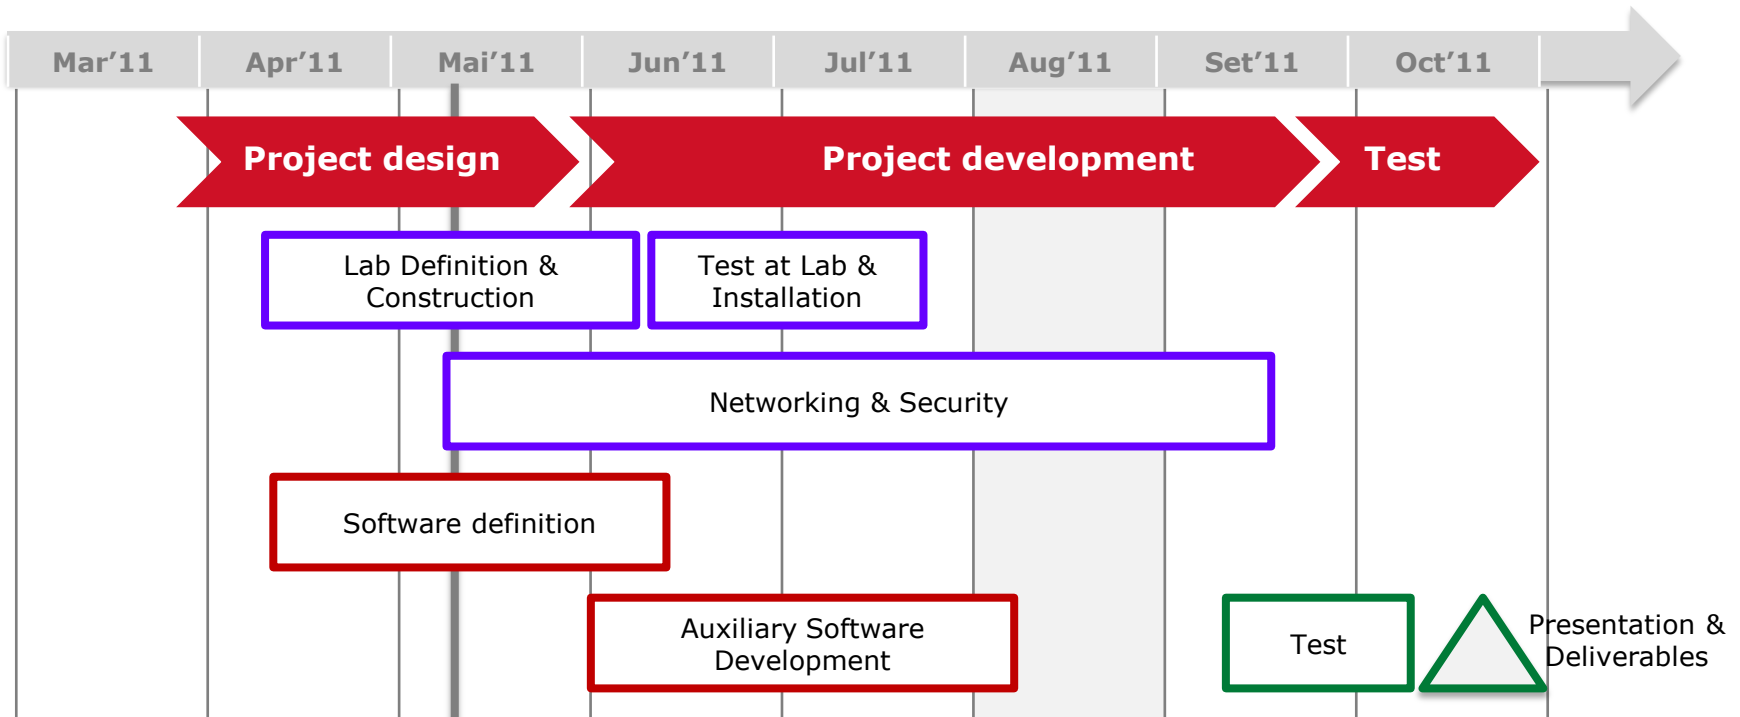 Mar’11
Apr’11
Mai’11
Jun’11
Jul’11
Aug’11
Set’11
Oct’11
Project design
Project development
Test
Lab Definition &
Construction
Test at Lab &
Installation
Networking & Security
Software definition
Auxiliary Software
Development
Test
Presentation &
Deliverables